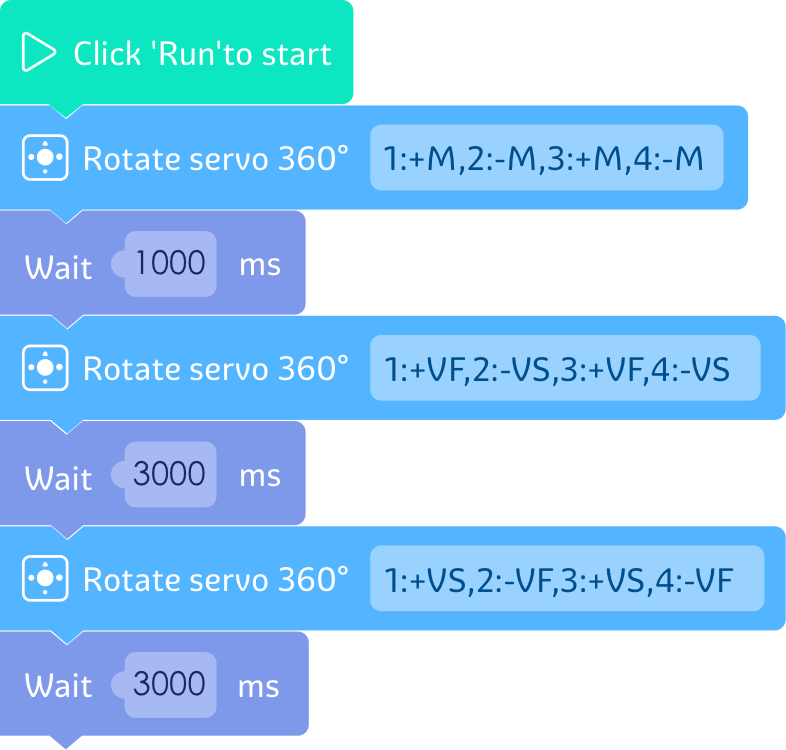 Click 'Run'to start
Rotate servo 360° 1:+M,2:-M,3:+M,4:-M
Wait 1000 ms
Rotate servo 360° 1:+VF,2:-VS,3:+VF,4:-VS
Wait 3000 ms
Rotate servo 360° 1:+VS,2:-VF,3:+VS,4:-VF
Wait 3000 ms